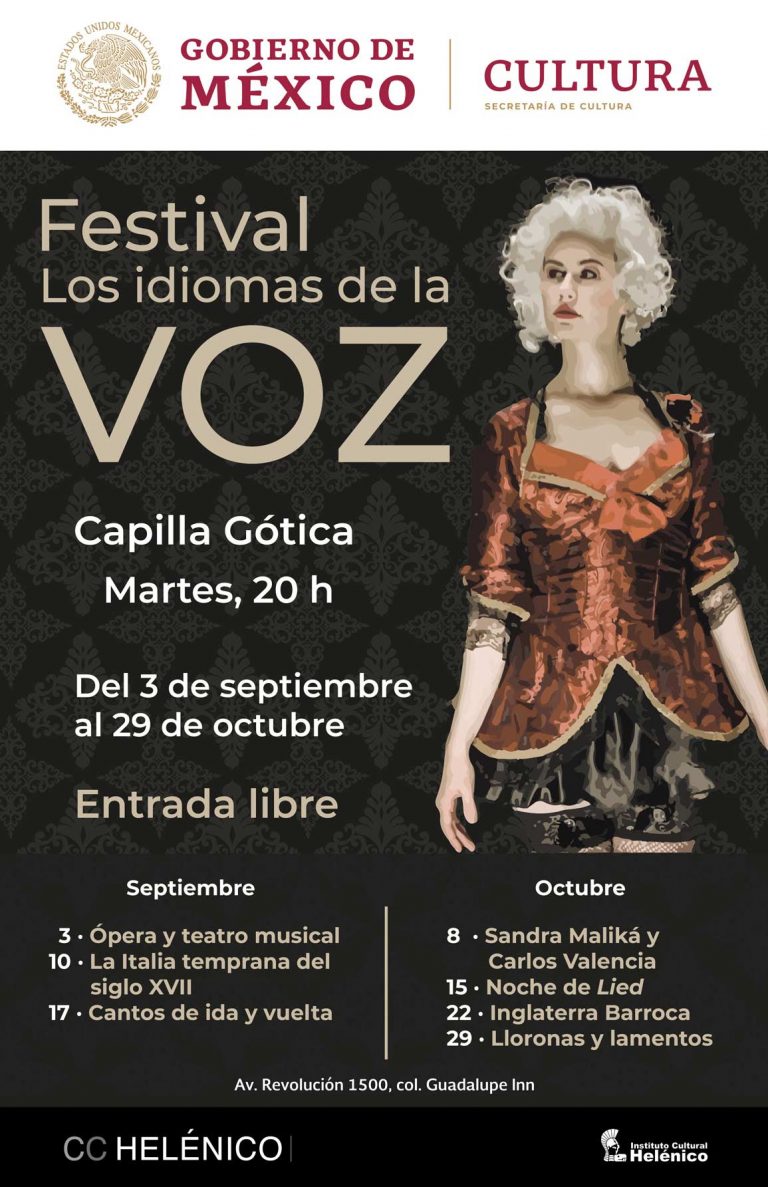 ESTADOS UNIDOS MEXICANOS
GOBIERNO DE
MÉXICO
CULTURA
SECRETARÍA DE CULTURA
Festival
Los idiomas de la
VOZ
Capilla Gótica
Martes, 20 h
Del 3 de septiembre
al 29 de octubre
Entrada libre
Septiembre
3 • Ópera y teatro musical
10 • La Italia temprana del
siglo XVII
17 • Cantos de ida y vuelta
Octubre
8 • Sandra Maliká y
Carlos Valencia
15 • Noche de Lied
22 • Inglaterra Barroca
29 • Lloronas y lamentos
Av. Revolución 1500, col. Guadalupe Inn
CC HELÉNICO
Instituto Cultural
Helénico